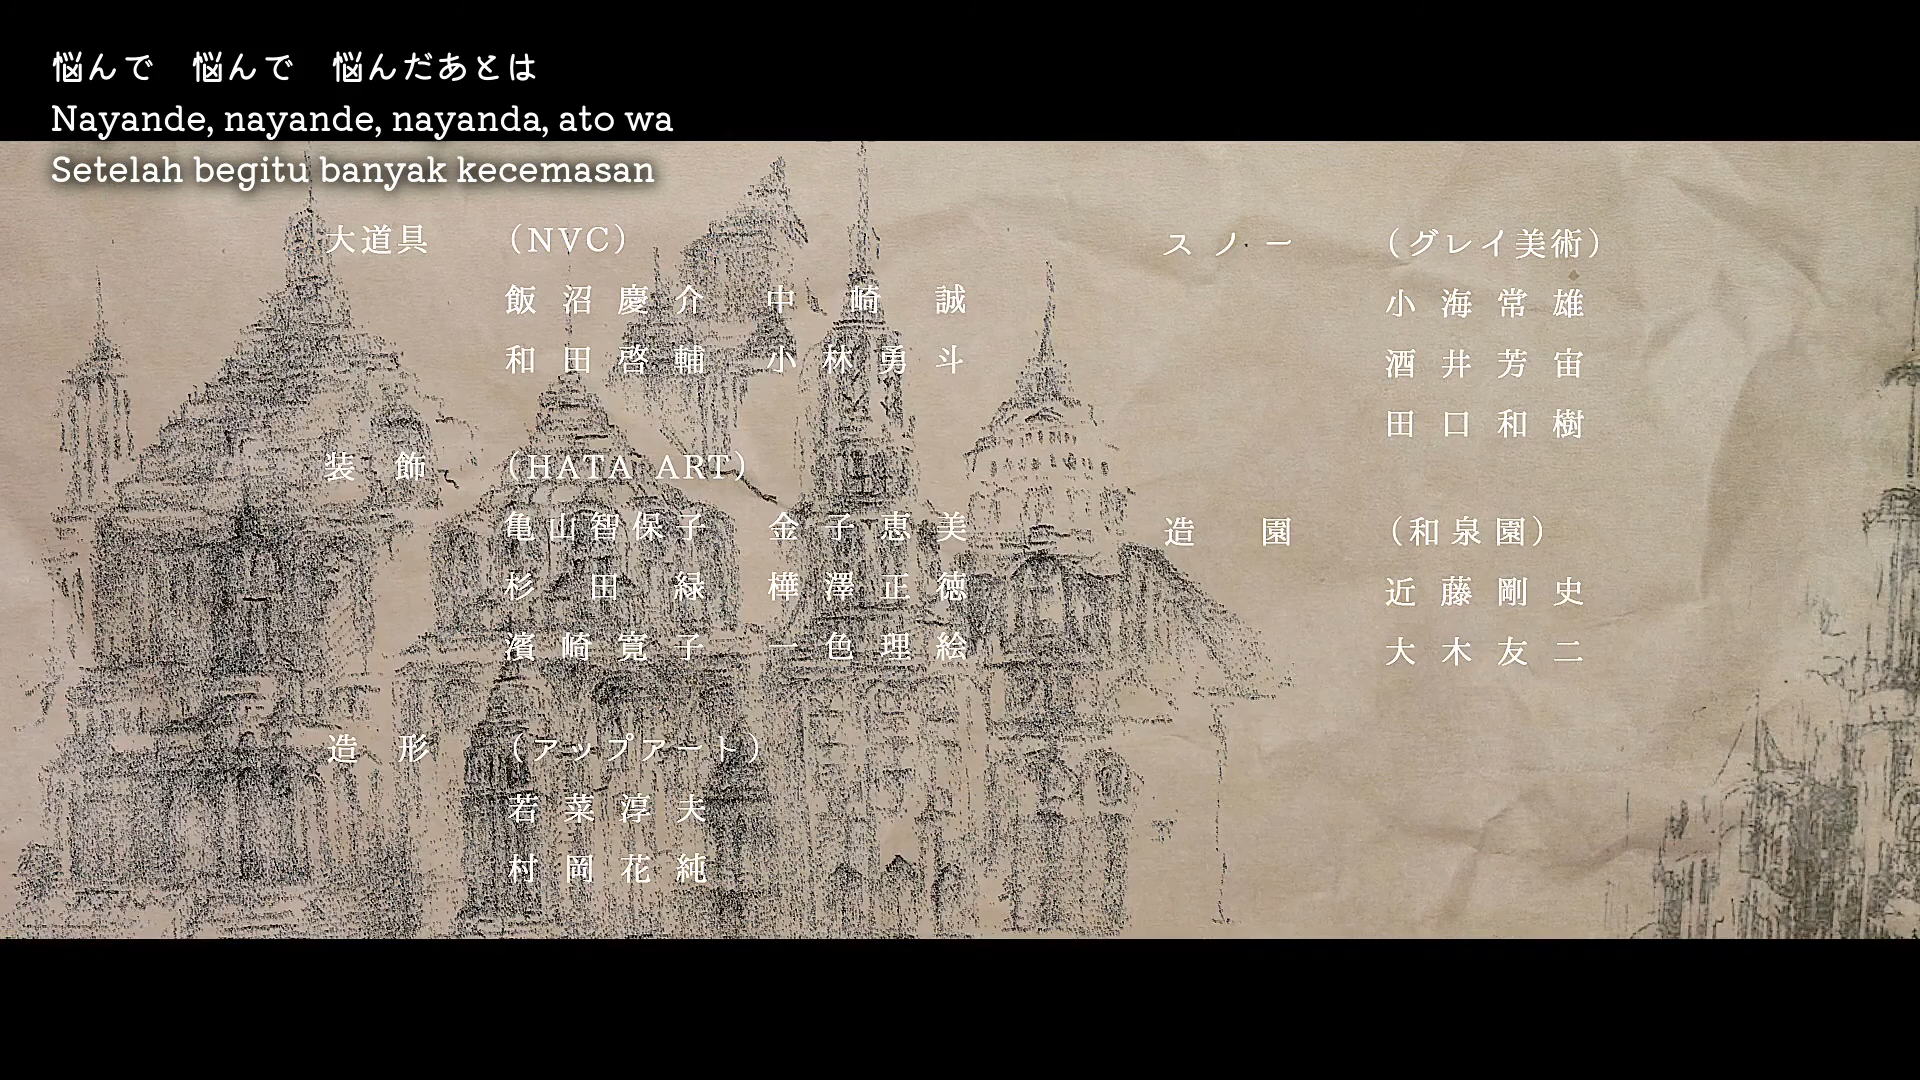 悩んで　悩んで　悩んだあとは
Nayande, nayande, nayanda, ato wa
Setelah begitu banyak kecemasan
大道具　（NVC）
飯沼慶介　中崎誠
和田啓輔　小林勇斗
装飾　（HATA ART）
亀山智保子　金子恵美
杉田緑　樺澤正徳
濱崎寛子　一色理絵
造形　（アップアート）
若菜淳夫
村岡花純
スノー　（グレイ美術）
小海常雄
酒井芳宙
田口和樹
造園　（和泉園）
近藤剛史
大木友二